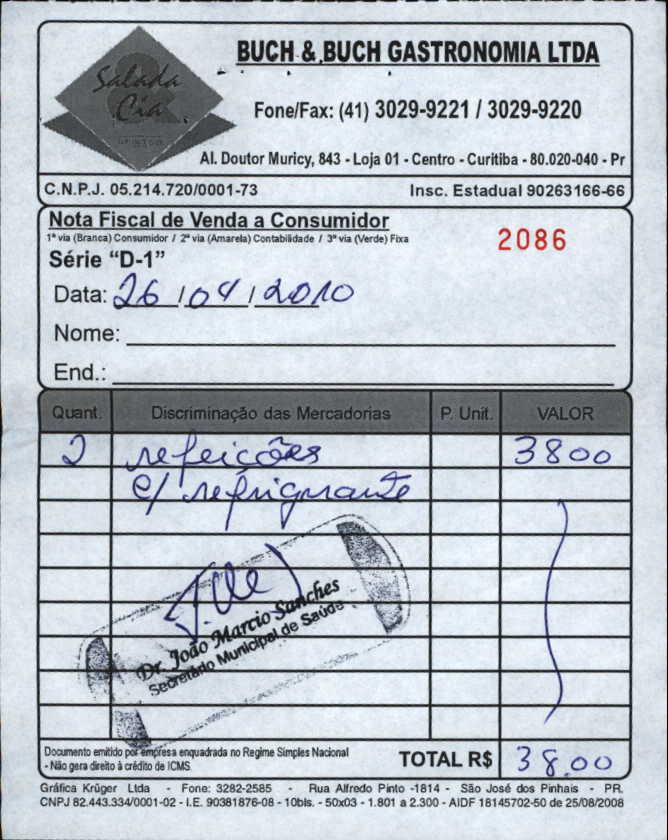 Salada
&
Cia
BUCH & BUCH GASTRONOMIA LTDA
Fone/Fax: (41) 3029-9221 / 3029-9220
Al. Doutor Muricy, 843 - Loja 01 - Centro - Curitiba - 80.020-040 - Pr
C.N.P.J. 05.214.720/0001-73 Insc. Estadual 90263166-66
Nota Fiscal de Venda a Consumidor
1ª via (Branca) Consumidor / 2ª via (Amarela) Contabilidade / 3ª via (Verde) Fixa
2086
Série "D-1"
Data: 26 / 04 / 2010
Nome:
End.:
Quant. Discriminação das Mercadorias P. Unit. VALOR
2 refeições 3800
c/ refrigerante
Dr. João Marcio Sanches
Secretário Municipal de Saúde
Documento emitido por empresa enquadrada no Regime Simples Nacional
- Não gera direito à crédito de ICMS.
TOTAL R$ 38.00
Gráfica Krüger Ltda - Fone: 3282-2585 - Rua Alfredo Pinto -1814 - São José dos Pinhais - PR.
CNPJ 82.443.334/0001-02 - I.E. 90381876-08 - 10bls. - 50x03 - 1.801 a 2.300 - AIDF 18145702-50 de 25/08/2008